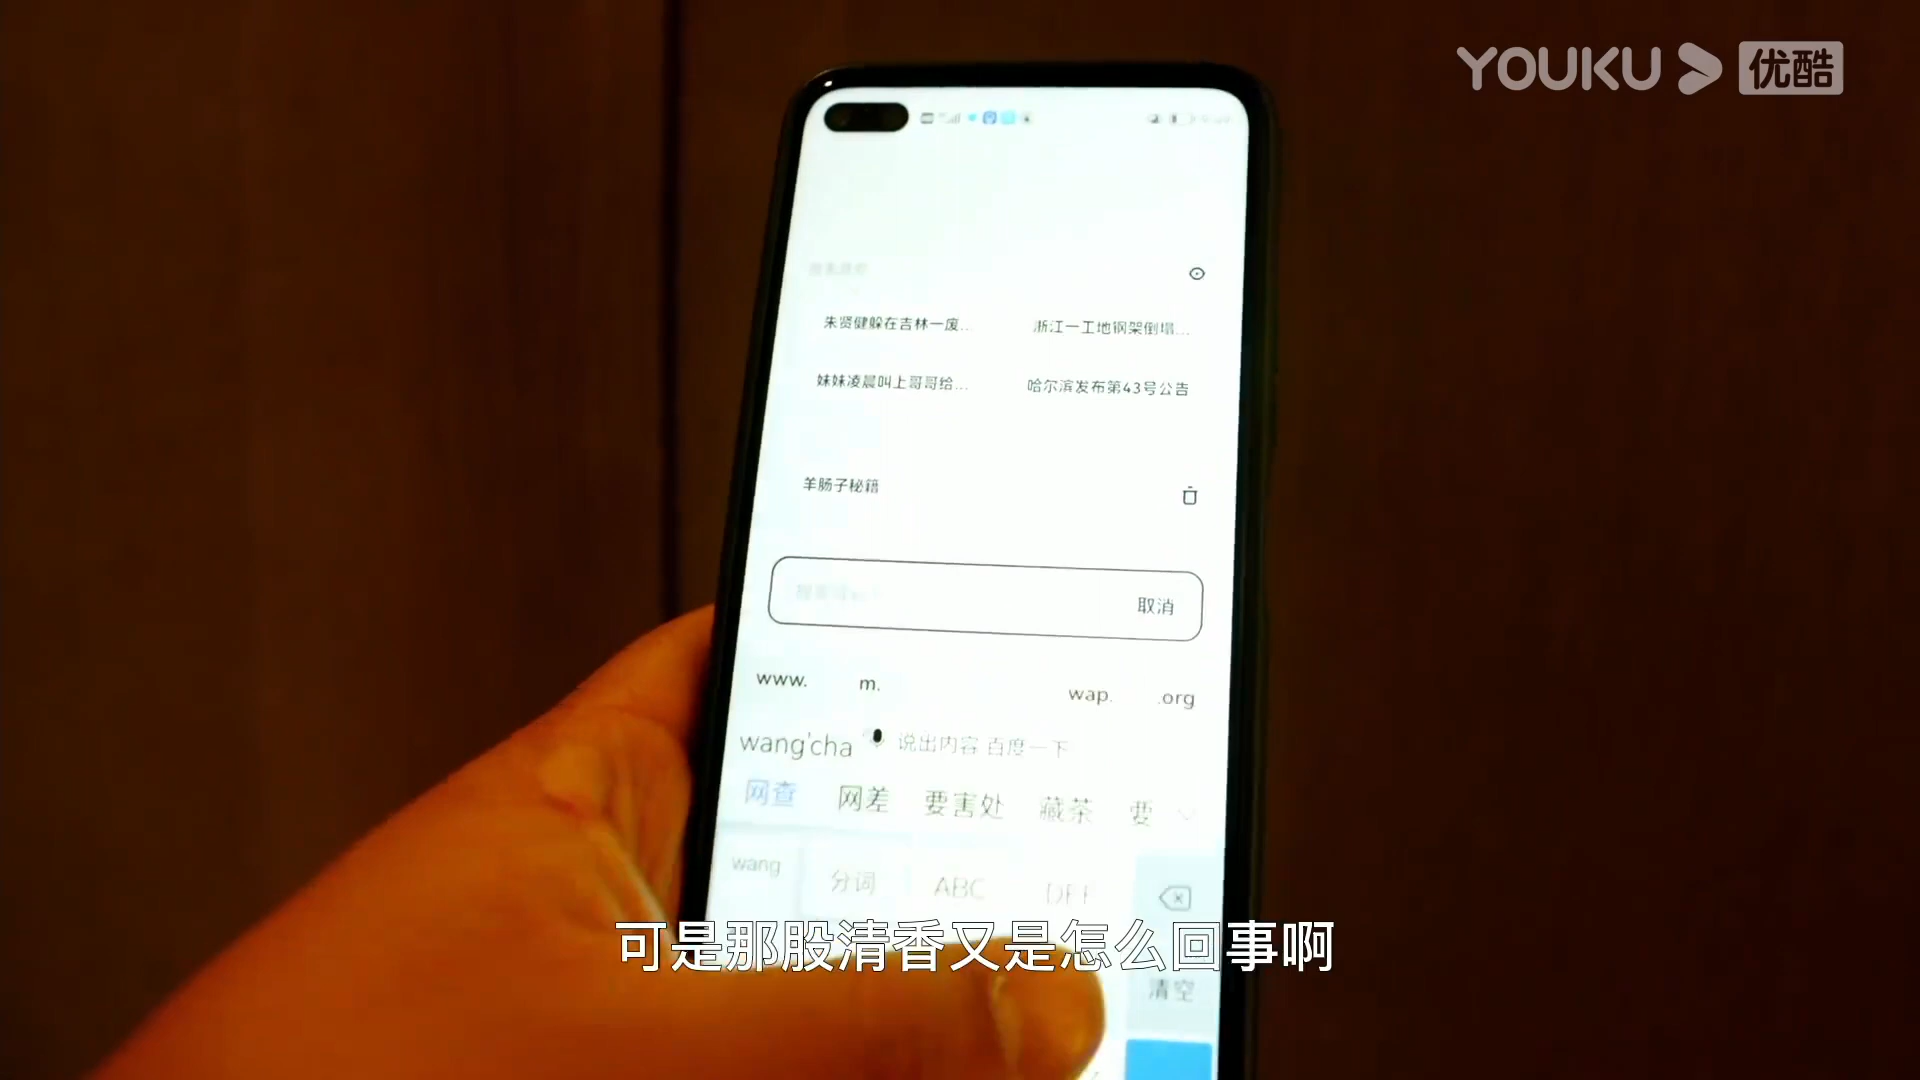 YOUKU 优酷
朱贤健躲在吉林一废...
浙江一工地钢架倒塌...
妹妹凌晨叫上哥哥给...
哈尔滨发布第43号公告
羊肠子秘籍
取消
www. m. wap. .org
wang'cha 说出内容 百度一下
网查 网差 要害处 藏茶 要
wang 分词 ABC DEF
可是那股清香又是怎么回事啊
清空